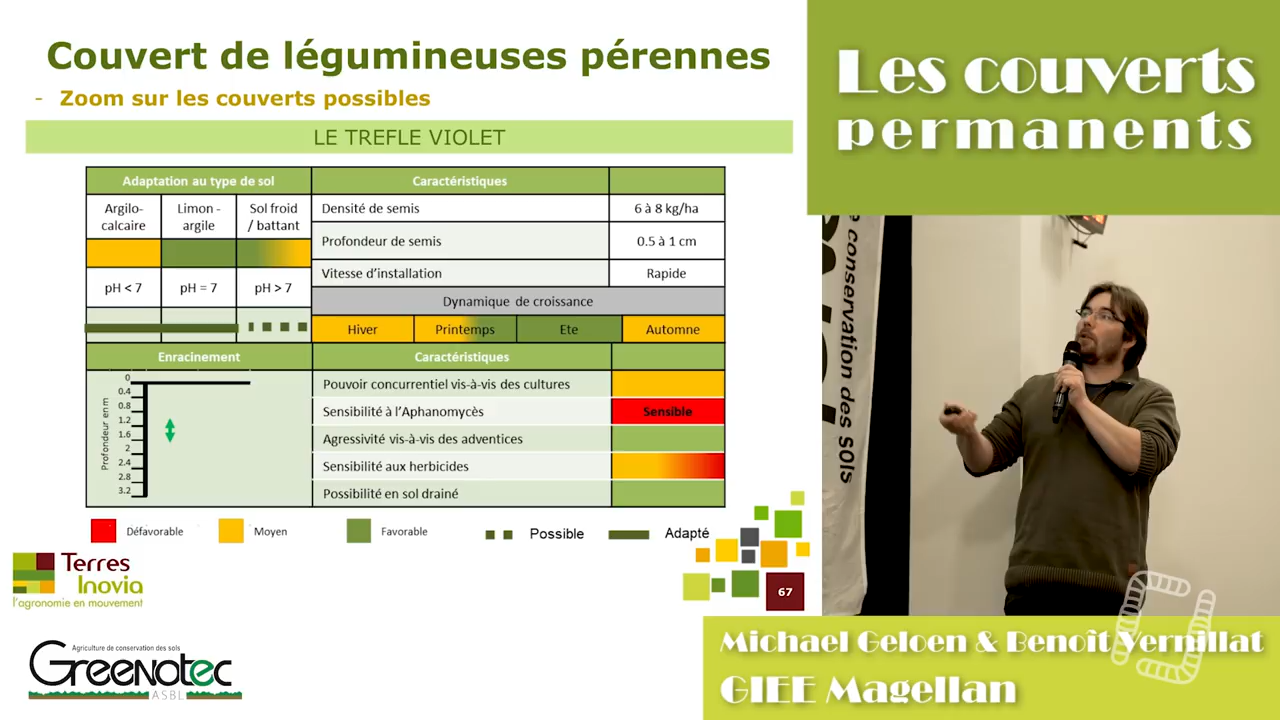 Couvert de légumineuses pérennes
- Zoom sur les couverts possibles
LE TREFLE VIOLET
Adaptation au type de sol
Caractéristiques
Argilo-
calcaire
Limon -
argile
Sol froid
/ battant
Densité de semis
6 à 8 kg/ha
Profondeur de semis
0.5 à 1 cm
Vitesse d'installation
Rapide
pH < 7
pH = 7
pH > 7
Dynamique de croissance
Hiver
Printemps
Ete
Automne
Enracinement
Caractéristiques
Profondeur en m
0
0.4
0.8
1.2
1.6
2
2.4
2.8
3.2
Pouvoir concurrentiel vis-à-vis des cultures
Sensibilité à l'Aphanomycès
Sensible
Agressivité vis-à-vis des adventices
Sensibilité aux herbicides
Possibilité en sol drainé
Défavorable
Moyen
Favorable
Possible
Adapté
Terres
Inovia
l'agronomie en mouvement
67
Agriculture de conservation des sols
Greenotec
ASBL
Les couverts
permanents
conservation des sols
Michael Geloen & Benoît Vernillat
GIEE Magellan